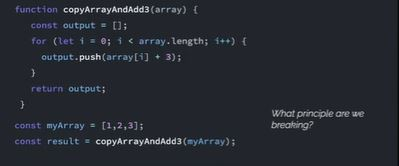 function copyArrayAndAdd3(array) {
const output = [];
for (let i = 0; i < array.length; i++) {
output.push(array[i] + 3);
}
return output;
}
What principle are we
breaking?
const myArray = [1,2,3];
const result = copyArrayAndAdd3(myArray);